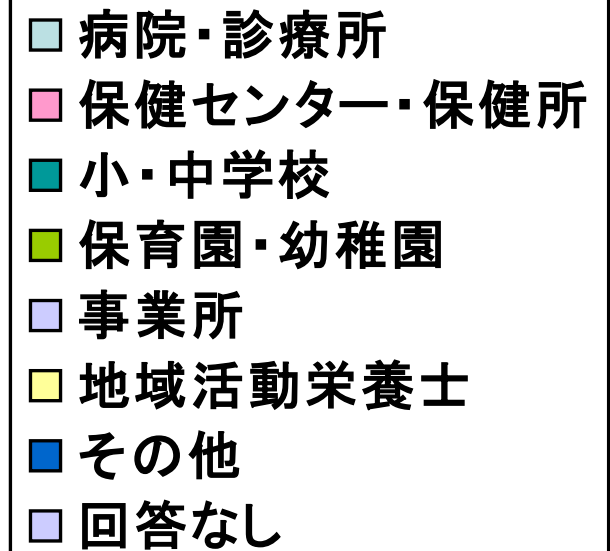 病院・診療所
保健センター・保健所
小・中学校
保育園・幼稚園
事業所
地域活動栄養士
その他
回答なし